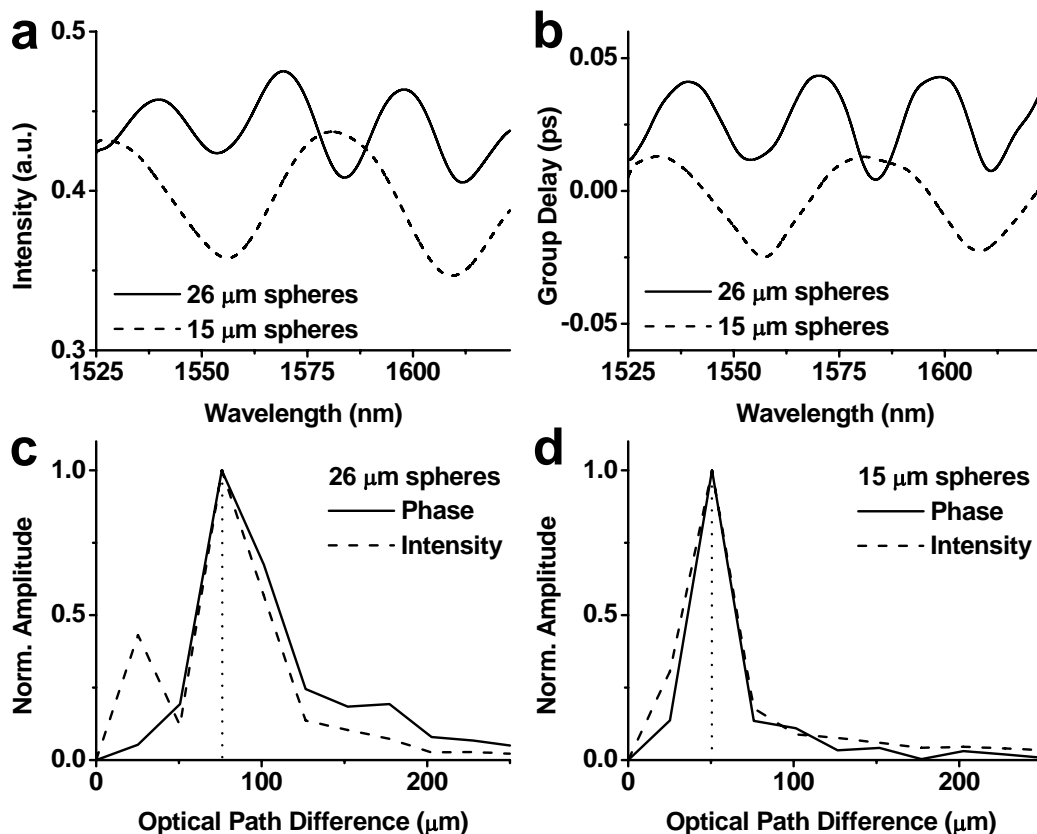 a
0.5
0.4
0.3
Intensity (a.u.)
26 μm spheres
15 μm spheres
1525
1550
1575
1600
Wavelength (nm)
b
0.05
0.00
-0.05
Group Delay (ps)
26 μm spheres
15 μm spheres
1525
1550
1575
1600
Wavelength (nm)
c
1.0
0.5
0.0
Norm. Amplitude
26 μm spheres
Phase
Intensity
0
100
200
Optical Path Difference (μm)
d
1.0
0.5
0.0
Norm. Amplitude
15 μm spheres
Phase
Intensity
0
100
200
Optical Path Difference (μm)